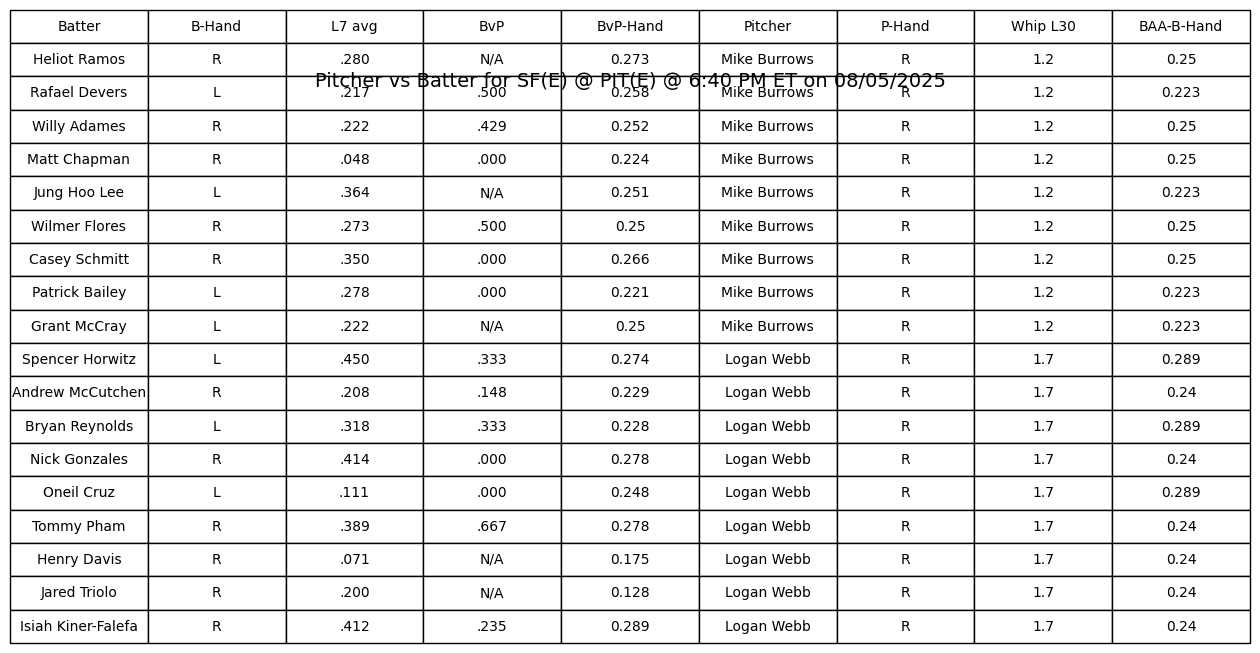 Batter B-Hand L7 avg BvP BvP-Hand Pitcher P-Hand Whip L30 BAA-B-Hand
Heliot Ramos R .280 N/A 0.273 Mike Burrows R 1.2 0.25
Pitcher vs Batter for SF(E) @ PIT(E) @ 6:40 PM ET on 08/05/2025
Rafael Devers L .217 .500 0.258 Mike Burrows R 1.2 0.223
Willy Adames R .222 .429 0.252 Mike Burrows R 1.2 0.25
Matt Chapman R .048 .000 0.224 Mike Burrows R 1.2 0.25
Jung Hoo Lee L .364 N/A 0.251 Mike Burrows R 1.2 0.223
Wilmer Flores R .273 .500 0.25 Mike Burrows R 1.2 0.25
Casey Schmitt R .350 .000 0.266 Mike Burrows R 1.2 0.25
Patrick Bailey L .278 .000 0.221 Mike Burrows R 1.2 0.223
Grant McCray L .222 N/A 0.25 Mike Burrows R 1.2 0.223
Spencer Horwitz L .450 .333 0.274 Logan Webb R 1.7 0.289
Andrew McCutchen R .208 .148 0.229 Logan Webb R 1.7 0.24
Bryan Reynolds L .318 .333 0.228 Logan Webb R 1.7 0.289
Nick Gonzales R .414 .000 0.278 Logan Webb R 1.7 0.24
Oneil Cruz L .111 .000 0.248 Logan Webb R 1.7 0.289
Tommy Pham R .389 .667 0.278 Logan Webb R 1.7 0.24
Henry Davis R .071 N/A 0.175 Logan Webb R 1.7 0.24
Jared Triolo R .200 N/A 0.128 Logan Webb R 1.7 0.24
Isiah Kiner-Falefa R .412 .235 0.289 Logan Webb R 1.7 0.24